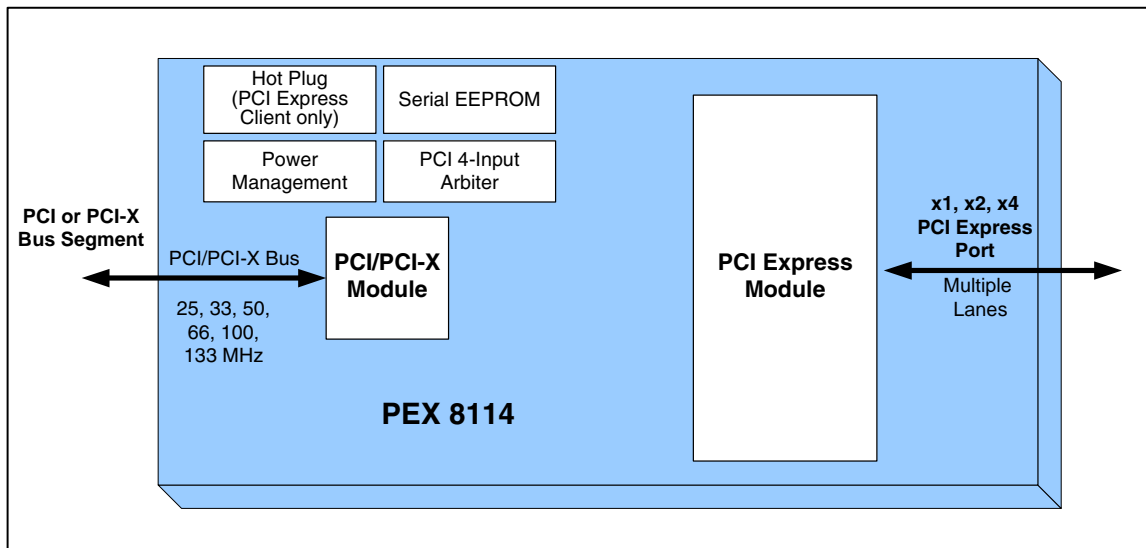 Hot Plug
(PCI Express
Client only)
Serial EEPROM
Power
Management
PCI 4-Input
Arbiter
PCI or PCI-X
Bus Segment
PCI/PCI-X Bus
25, 33, 50,
66, 100,
133 MHz
PCI/PCI-X
Module
PCI Express
Module
x1, x2, x4
PCI Express
Port
Multiple
Lanes
PEX 8114